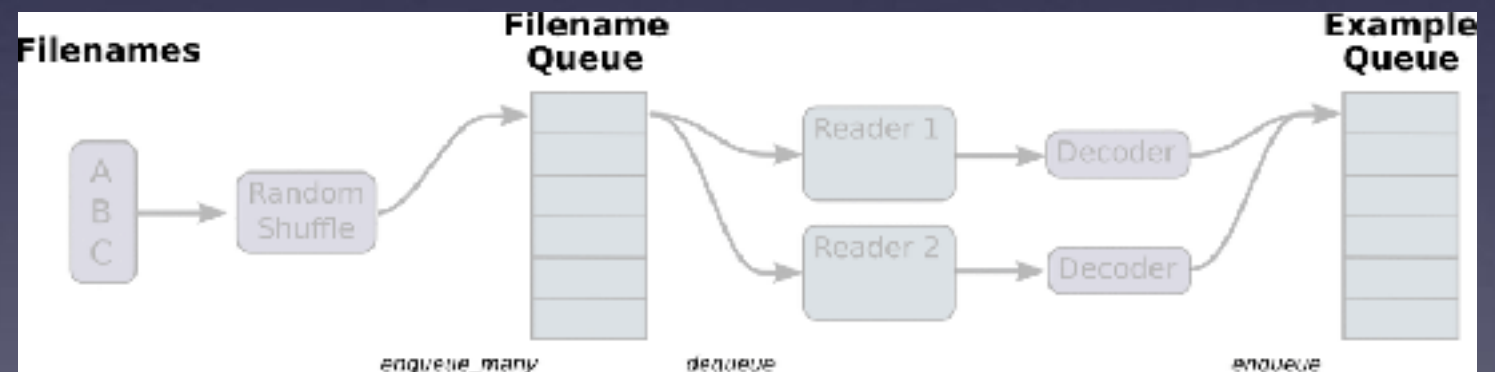 Filenames
Filename
Queue
Example
Queue
A
B
C
Random
Shuffle
Reader 1
Decoder
Reader 2
Decoder
enqueue_many
dequeue
enqueue